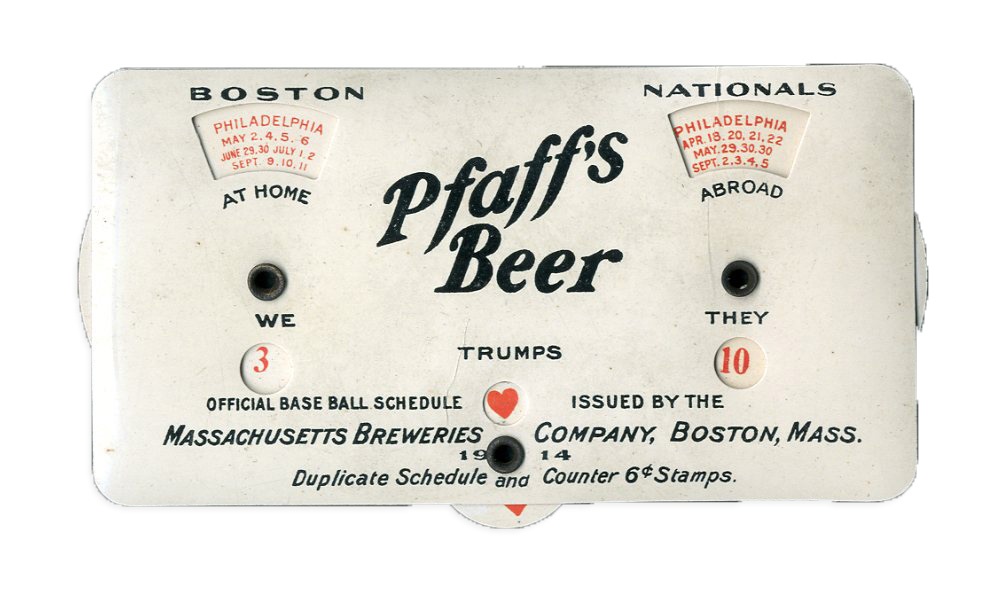 BOSTON NATIONALS
PHILADELPHIA
MAY 2, 4, 5, 6
JUNE 29, 30 JULY 1, 2
SEPT. 9, 10, 11
AT HOME
PHILADELPHIA
APR. 18, 20, 21, 22
MAY. 29. 30. 30
SEPT. 2, 3, 4, 5
ABROAD
Pfaff's
Beer
WE
3
THEY
10
TRUMPS
OFFICIAL BASE BALL SCHEDULE ISSUED BY THE
MASSACHUSETTS BREWERIES COMPANY, BOSTON, MASS.
19 14
Duplicate Schedule and Counter 6¢ Stamps.